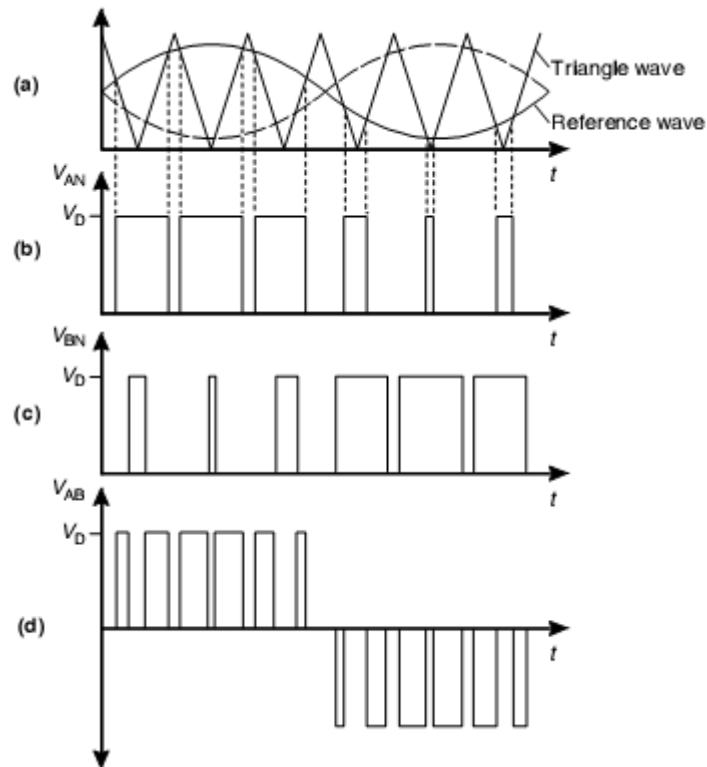 (a)
Triangle wave
Reference wave
t
V_AN
V_D
(b)
t
V_BN
V_D
(c)
t
V_AB
V_D
(d)
t